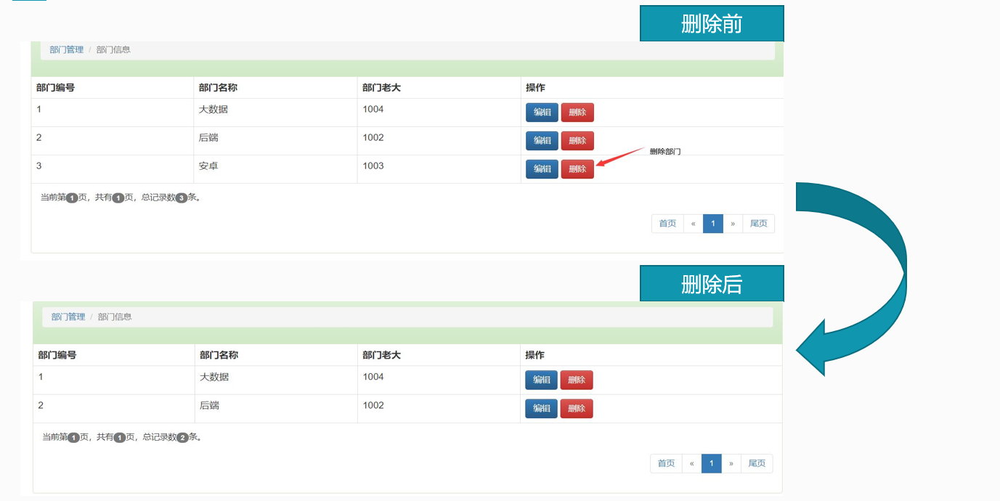 删除前
部门管理 / 部门信息
部门编号 部门名称 部门老大 操作
1 大数据 1004 编辑 删除
2 后端 1002 编辑 删除
3 安卓 1003 编辑 删除
删除部门
当前第1页，共有1页，总记录数3条。
首页 « 1 » 尾页
删除后
部门管理 / 部门信息
部门编号 部门名称 部门老大 操作
1 大数据 1004 编辑 删除
2 后端 1002 编辑 删除
当前第1页，共有1页，总记录数2条。
首页 « 1 » 尾页